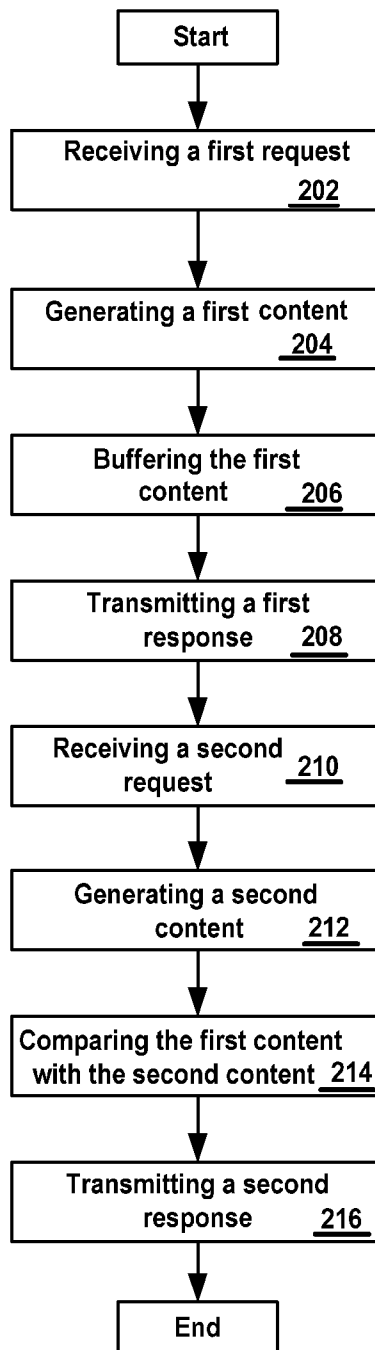 Start
Receiving a first request
202
Generating a first content
204
Buffering the first
content 206
Transmitting a first
response 208
Receiving a second
request 210
Generating a second
content 212
Comparing the first content
with the second content 214
Transmitting a second
response 216
End